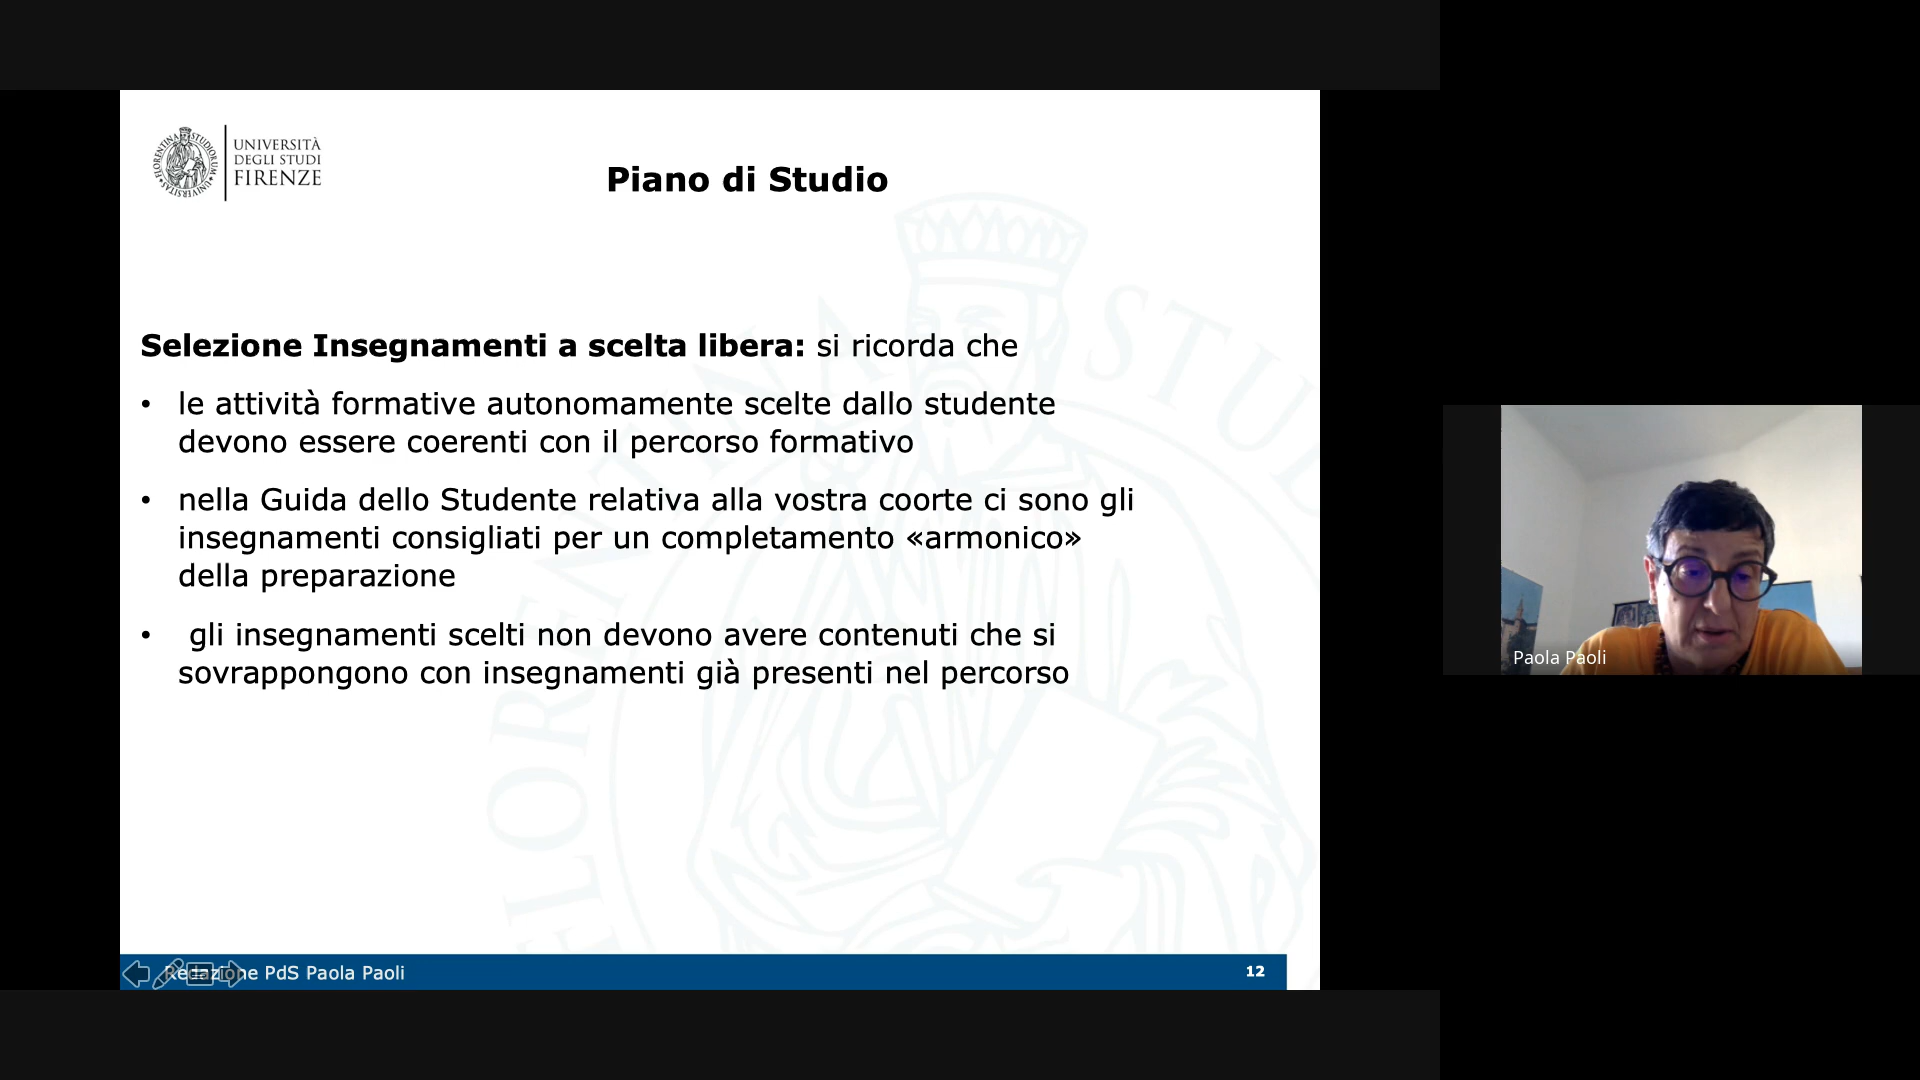 UNIVERSITÀ
DEGLI STUDI
FIRENZE
Piano di Studio
Selezione Insegnamenti a scelta libera: si ricorda che
• le attività formative autonomamente scelte dallo studente
devono essere coerenti con il percorso formativo
• nella Guida dello Studente relativa alla vostra coorte ci sono gli
insegnamenti consigliati per un completamento «armonico»
della preparazione
• gli insegnamenti scelti non devono avere contenuti che si
sovrappongono con insegnamenti già presenti nel percorso
Paola Paoli
Redazione PdS Paola Paoli
12